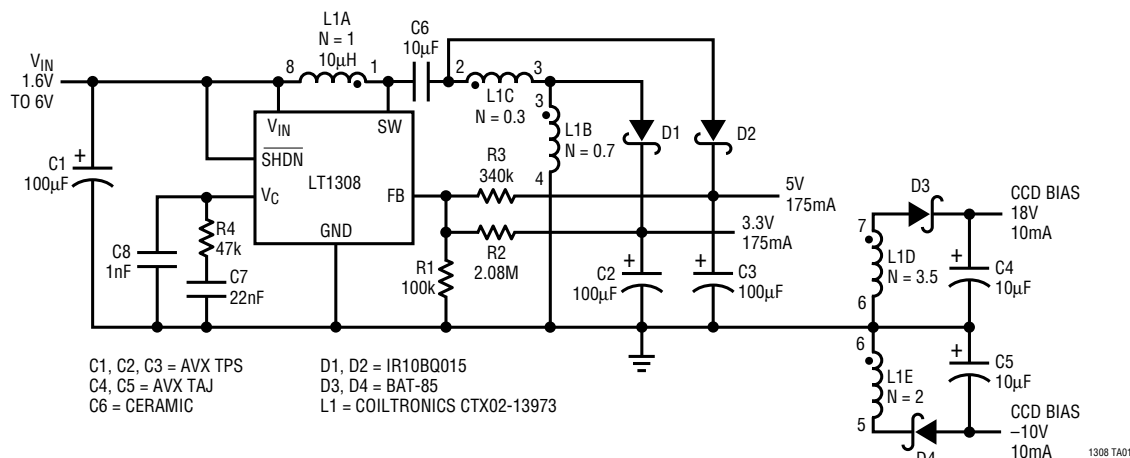 L1A
N = 1
10µH
VIN
1.6V
TO 6V
8
1
C6
10µF
2
3
L1C
N = 0.3
3
L1B
N = 0.7
4
D1
D2
VIN
SW
SHDN
LT1308
VC
FB
GND
C1
100µF
+
R3
340k
5V
175mA
3.3V
175mA
R2
2.08M
R4
47k
C8
1nF
C7
22nF
R1
100k
C2
100µF
+
C3
100µF
+
D3
CCD BIAS
18V
10mA
7
L1D
N = 3.5
6
C4
10µF
+
6
L1E
N = 2
5
C5
10µF
+
D4
CCD BIAS
–10V
10mA
C1, C2, C3 = AVX TPS
C4, C5 = AVX TAJ
C6 = CERAMIC
D1, D2 = IR10BQ015
D3, D4 = BAT-85
L1 = COILTRONICS CTX02-13973
1308 TA01